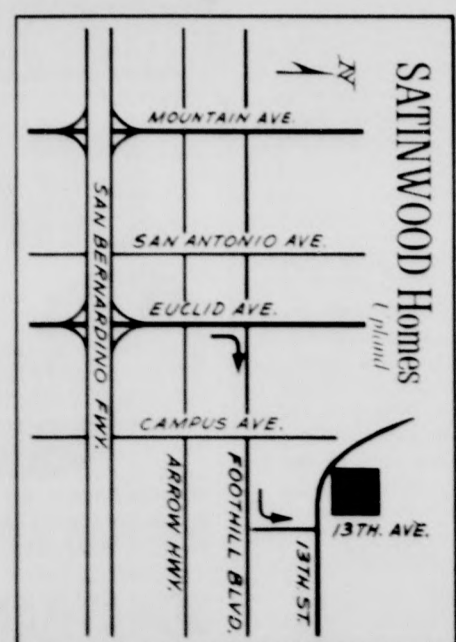 SATINWOOD Homes
Upland
N
MOUNTAIN AVE.
SAN ANTONIO AVE.
EUCLID AVE.
CAMPUS AVE.
13TH. AVE.
SAN BERNARDINO FWY.
ARROW HWY.
FOOTHILL BLVD.
13TH ST.